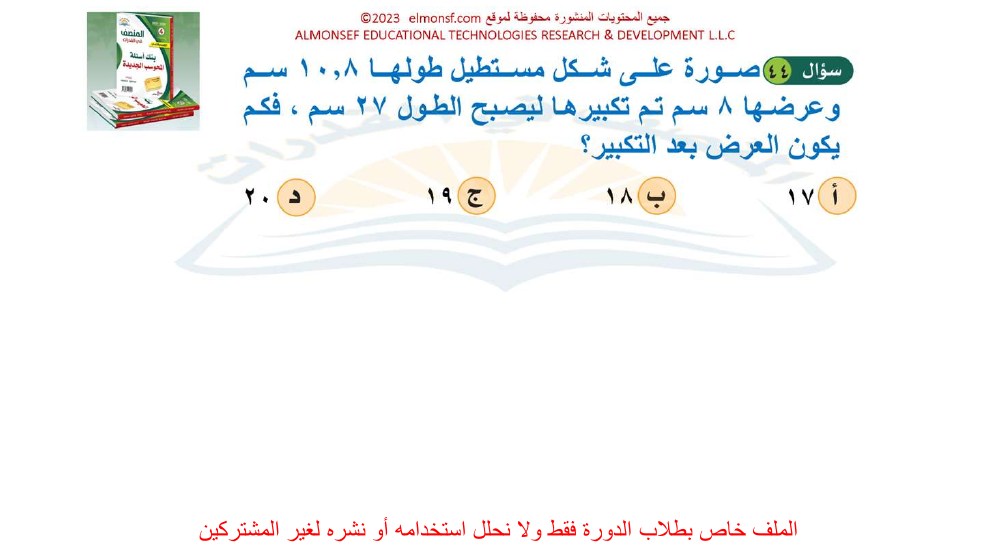 جميع المحتويات المنشورة محفوظة لموقع elmonsf.com 2023©
ALMONSEF EDUCATIONAL TECHNOLOGIES RESEARCH & DEVELOPMENT L.L.C
المنصف
في القدرات
بنك أسئلة
المحوسب الجديدة
سؤال ٤٤ صورة على شكل مستطيل طولها ١٠,٨ سم
وعرضها ٨ سم تم تكبيرها ليصبح الطول ٢٧ سم ، فكم
يكون العرض بعد التكبير؟
أ ١٧ ب ١٨ ج ١٩ د ٢٠
الملف خاص بطلاب الدورة فقط ولا نحلل استخدامه أو نشره لغير المشتركين